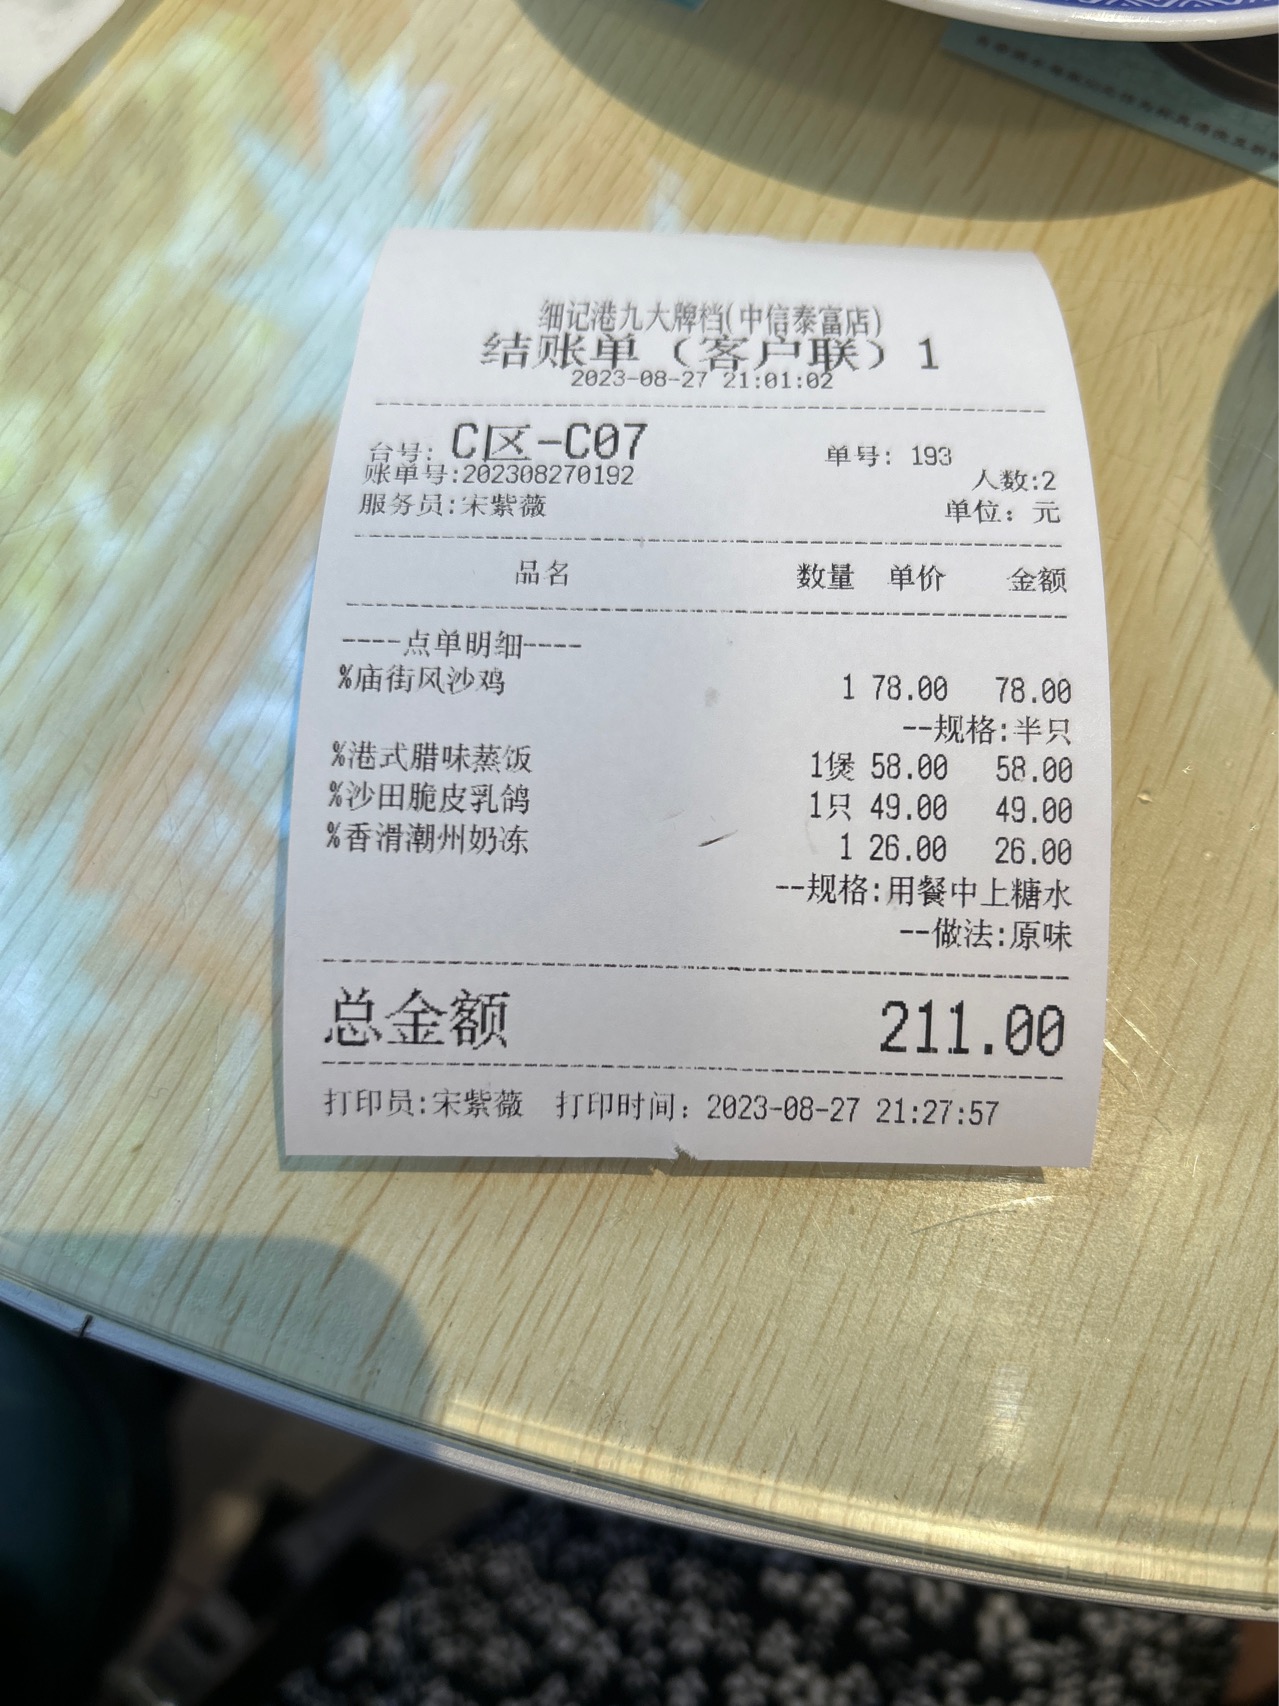 细记港九大牌档(中信泰富店)
结账单（客户联）1
2023-08-27 21:01:02
台号: C区-C07 单号: 193
账单号:202308270192 人数:2
服务员:宋紫薇 单位: 元
品名 数量 单价 金额
----点单明细----
%庙街风沙鸡 1 78.00 78.00
--规格:半只
%港式腊味蒸饭 1煲 58.00 58.00
%沙田脆皮乳鸽 1只 49.00 49.00
%香滑潮州奶冻 1 26.00 26.00
--规格:用餐中上糖水
--做法:原味
总金额 211.00
打印员:宋紫薇 打印时间: 2023-08-27 21:27:57